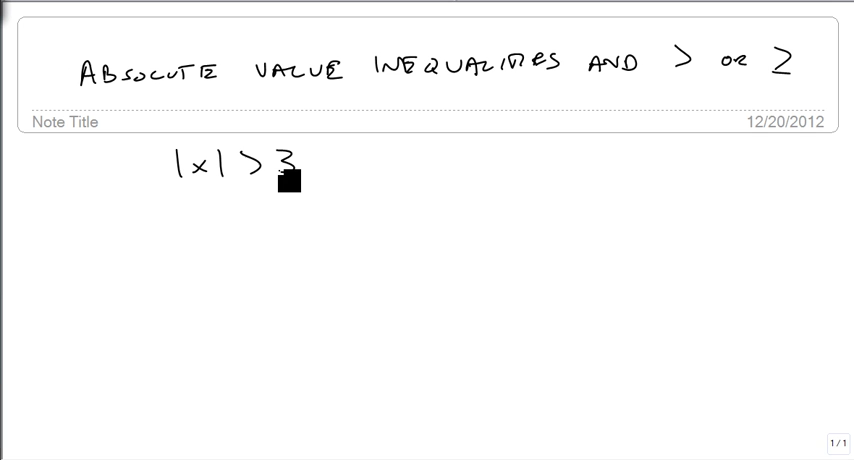 ABSOLUTE VALUE INEQUALITIES AND > OR ≥
Note Title 12/20/2012
|x| > 3
1 / 1